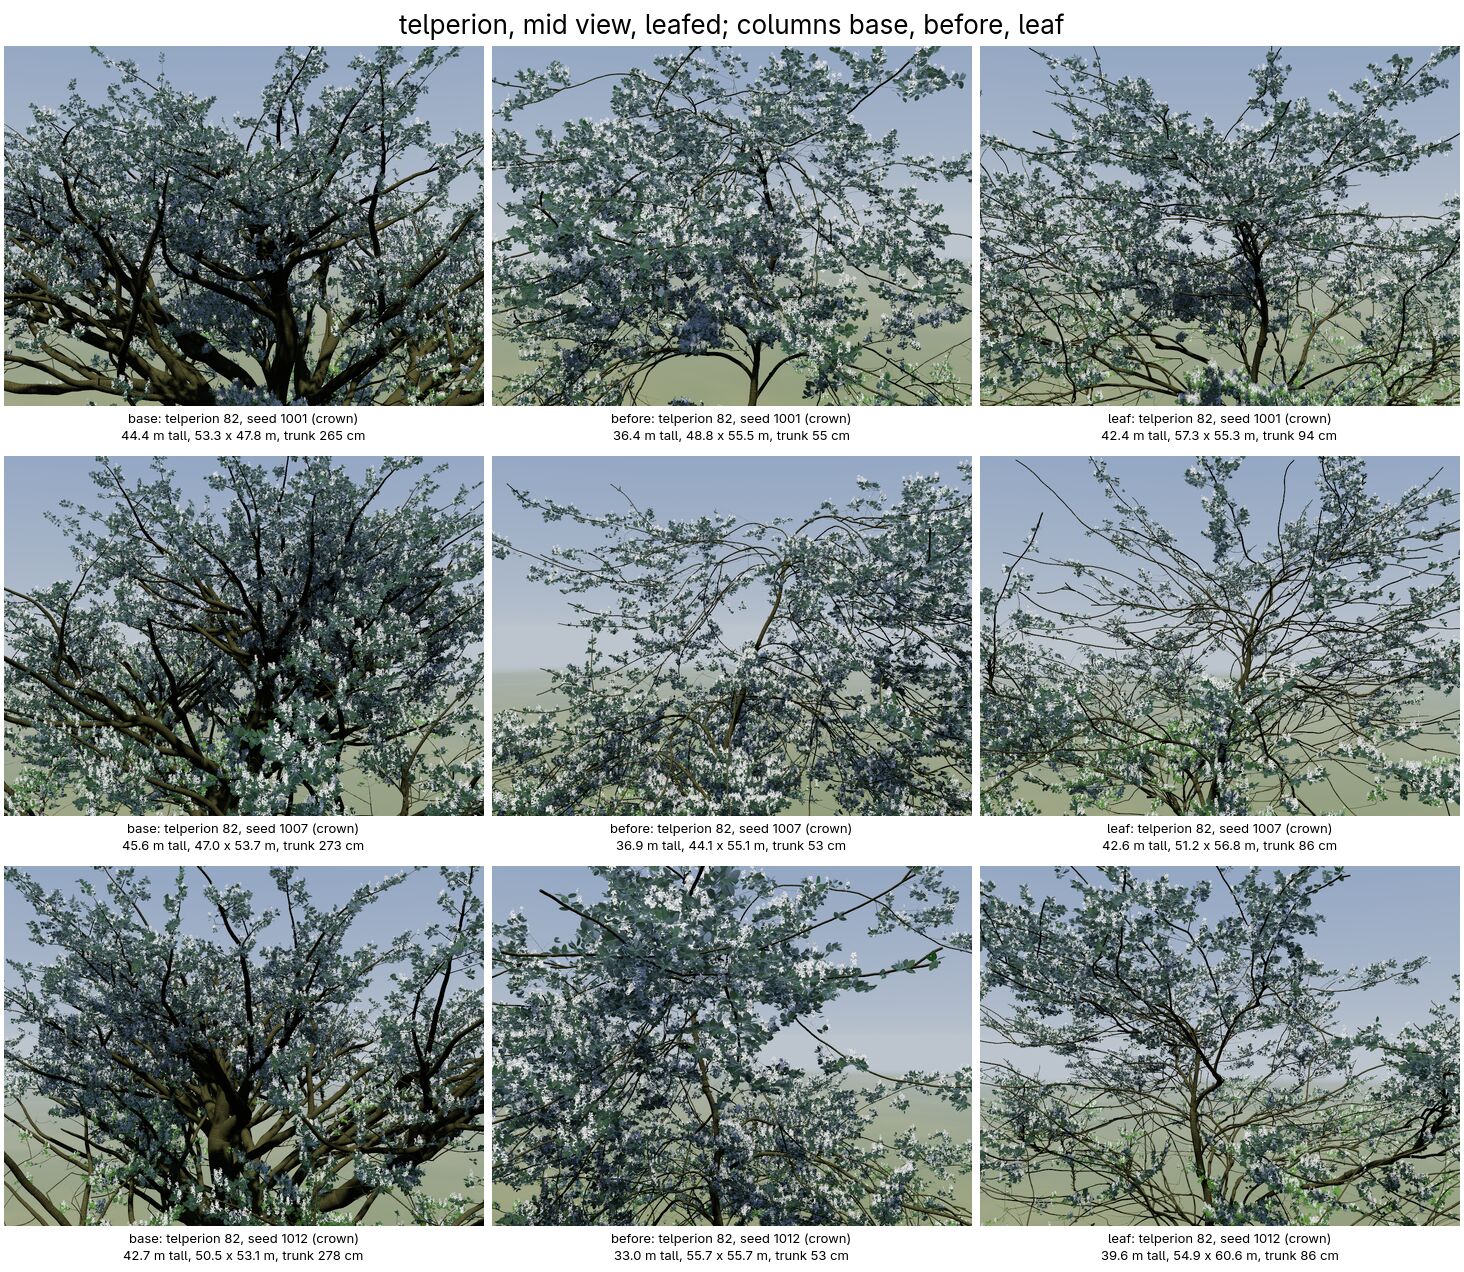 telperion, mid view, leafed; columns base, before, leaf
base: telperion 82, seed 1001 (crown)
44.4 m tall, 53.3 x 47.8 m, trunk 265 cm
before: telperion 82, seed 1001 (crown)
36.4 m tall, 48.8 x 55.5 m, trunk 55 cm
leaf: telperion 82, seed 1001 (crown)
42.4 m tall, 57.3 x 55.3 m, trunk 94 cm
base: telperion 82, seed 1007 (crown)
45.6 m tall, 47.0 x 53.7 m, trunk 273 cm
before: telperion 82, seed 1007 (crown)
36.9 m tall, 44.1 x 55.1 m, trunk 53 cm
leaf: telperion 82, seed 1007 (crown)
42.6 m tall, 51.2 x 56.8 m, trunk 86 cm
base: telperion 82, seed 1012 (crown)
42.7 m tall, 50.5 x 53.1 m, trunk 278 cm
before: telperion 82, seed 1012 (crown)
33.0 m tall, 55.7 x 55.7 m, trunk 53 cm
leaf: telperion 82, seed 1012 (crown)
39.6 m tall, 54.9 x 60.6 m, trunk 86 cm